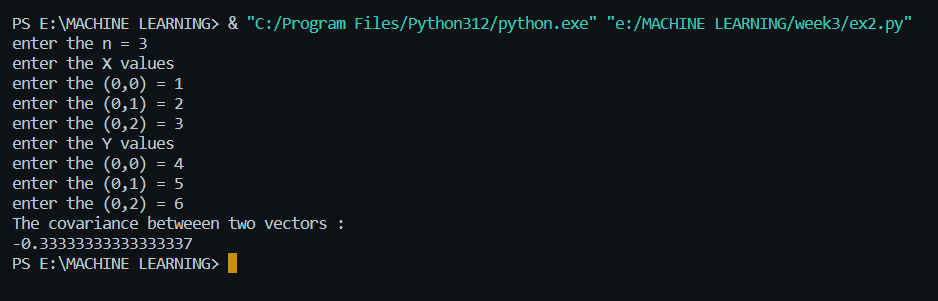 PS E:\MACHINE LEARNING> & "C:/Program Files/Python312/python.exe" "e:/MACHINE LEARNING/week3/ex2.py"
enter the n = 3
enter the X values
enter the (0,0) = 1
enter the (0,1) = 2
enter the (0,2) = 3
enter the Y values
enter the (0,0) = 4
enter the (0,1) = 5
enter the (0,2) = 6
The covariance betweeen two vectors :
-0.33333333333333337
PS E:\MACHINE LEARNING>